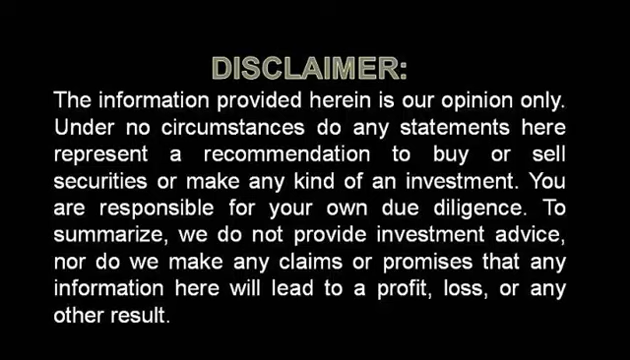 DISCLAIMER:
The information provided herein is our opinion only.
Under no circumstances do any statements here
represent a recommendation to buy or sell
securities or make any kind of an investment. You
are responsible for your own due diligence. To
summarize, we do not provide investment advice,
nor do we make any claims or promises that any
information here will lead to a profit, loss, or any
other result.